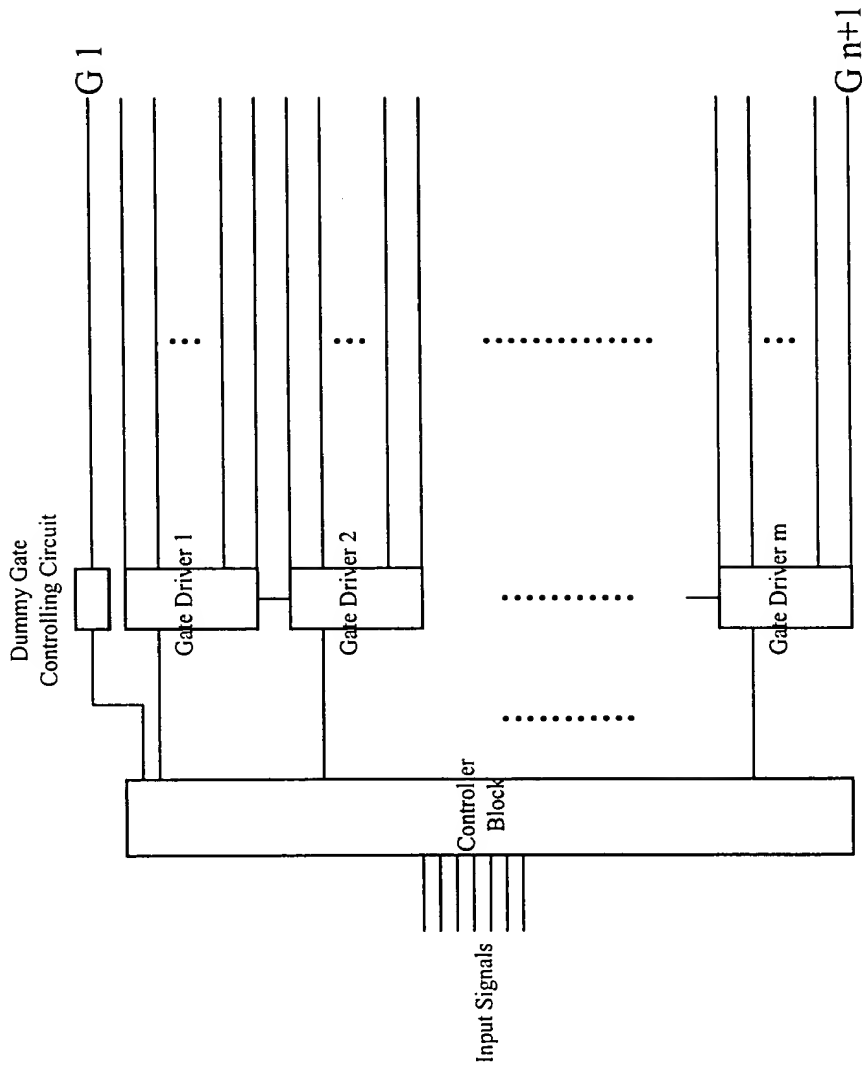 Dummy Gate
Controlling Circuit
G 1
Gate Driver 1
Gate Driver 2
Gate Driver m
G n+1
Controller
Block
Input Signals